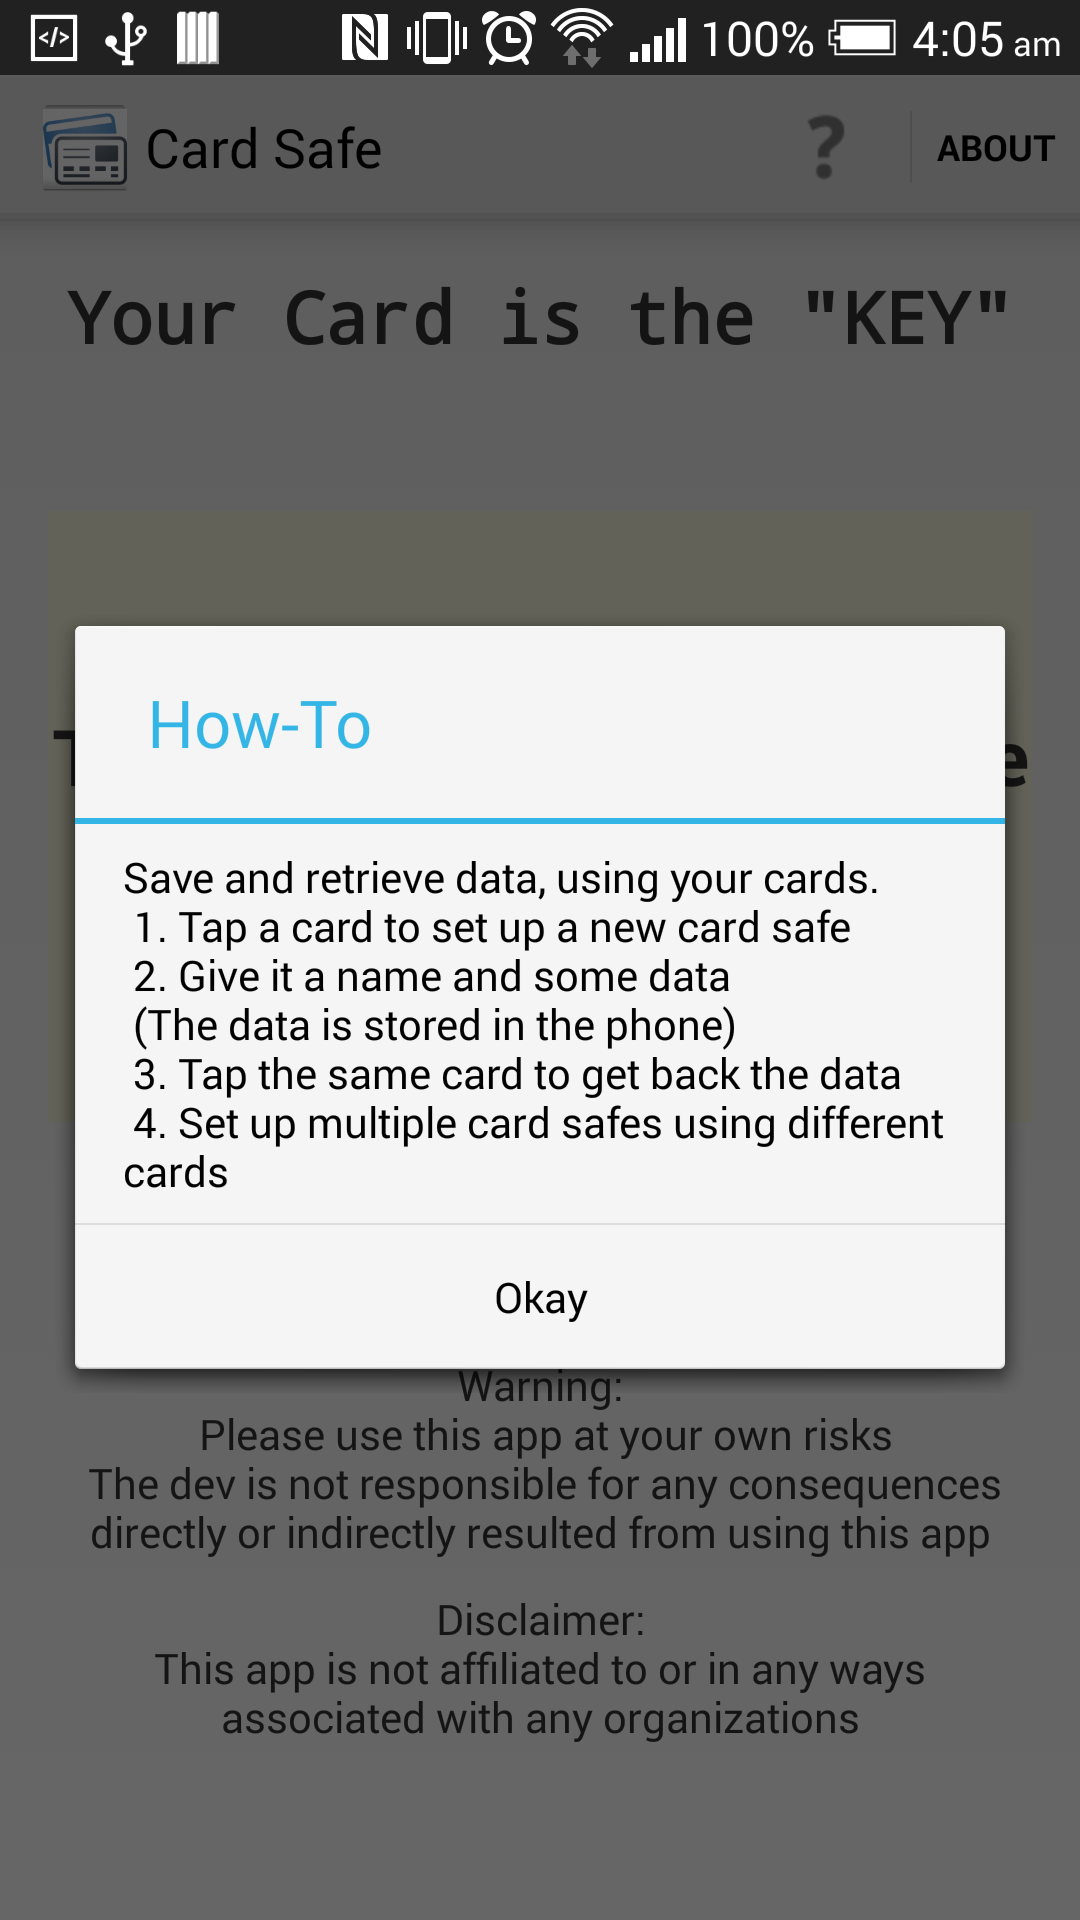 100% 4:05 am
Card Safe
ABOUT
Your Card is the "KEY"
How-To
Save and retrieve data, using your cards.
1. Tap a card to set up a new card safe
2. Give it a name and some data
(The data is stored in the phone)
3. Tap the same card to get back the data
4. Set up multiple card safes using different
cards
Okay
Warning:
Please use this app at your own risks
The dev is not responsible for any consequences
directly or indirectly resulted from using this app
Disclaimer:
This app is not affiliated to or in any ways
associated with any organizations